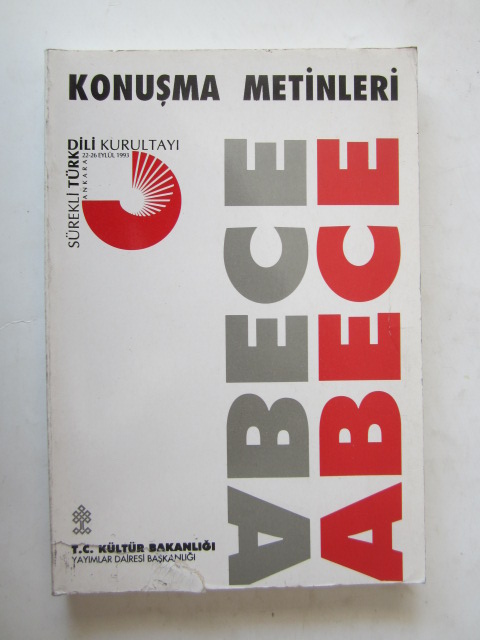 KONUŞMA METİNLERİ
SÜREKLİ TÜRK DİLİ KURULTAYI
22-26 EYLÜL 1993
ANKARA
ABECE
ABECE
T.C. KÜLTÜR BAKANLIĞI
YAYIMLAR DAİRESİ BAŞKANLIĞI